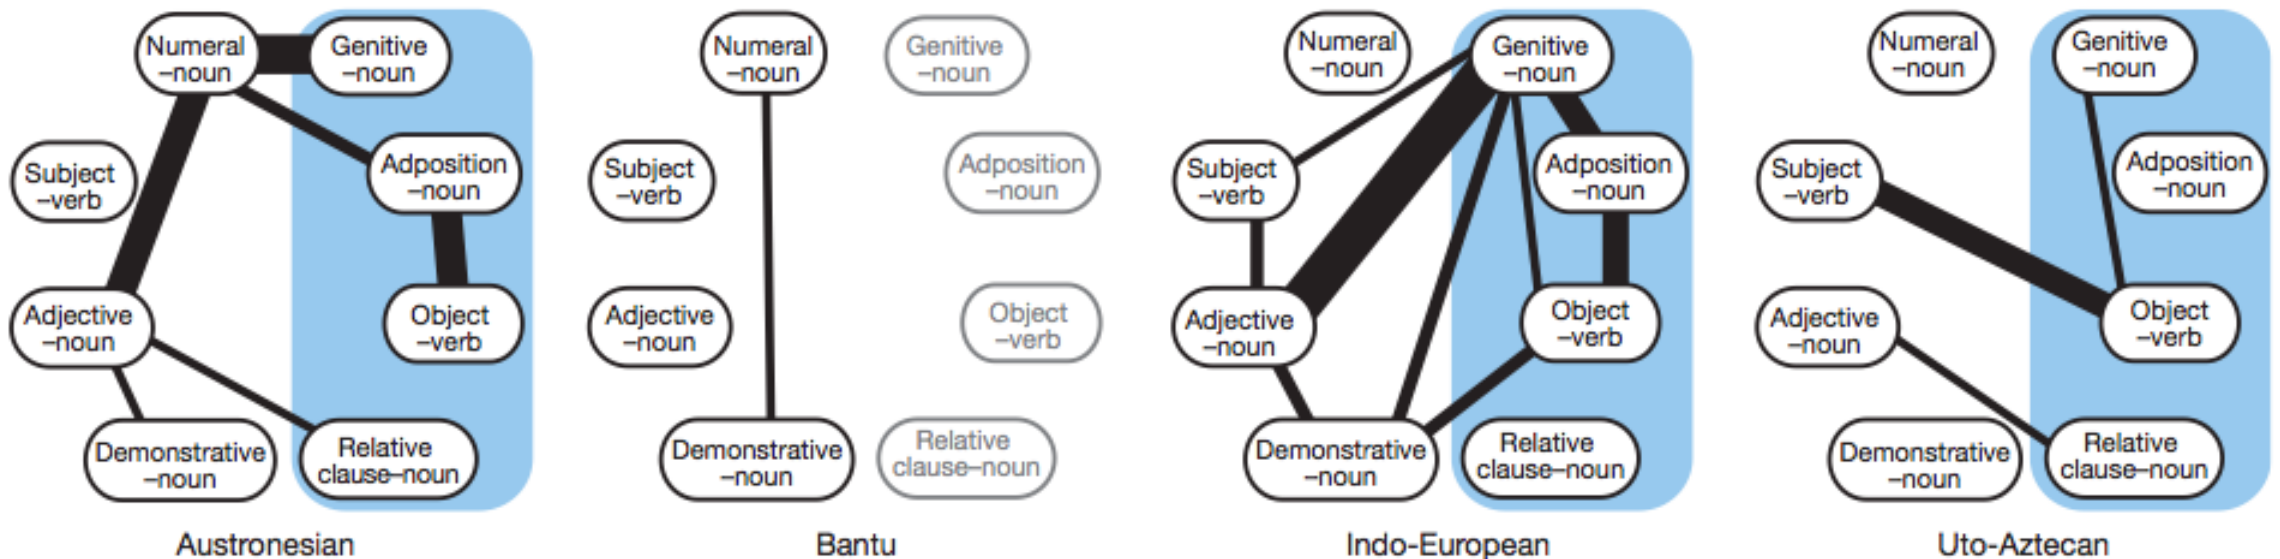 Numeral
–noun
Genitive
–noun
Subject
–verb
Adposition
–noun
Adjective
–noun
Object
–verb
Demonstrative
–noun
Relative
clause–noun
Austronesian
Numeral
–noun
Genitive
–noun
Subject
–verb
Adposition
–noun
Adjective
–noun
Object
–verb
Demonstrative
–noun
Relative
clause–noun
Bantu
Numeral
–noun
Genitive
–noun
Subject
–verb
Adposition
–noun
Adjective
–noun
Object
–verb
Demonstrative
–noun
Relative
clause–noun
Indo-European
Numeral
–noun
Genitive
–noun
Subject
–verb
Adposition
–noun
Adjective
–noun
Object
–verb
Demonstrative
–noun
Relative
clause–noun
Uto-Aztecan